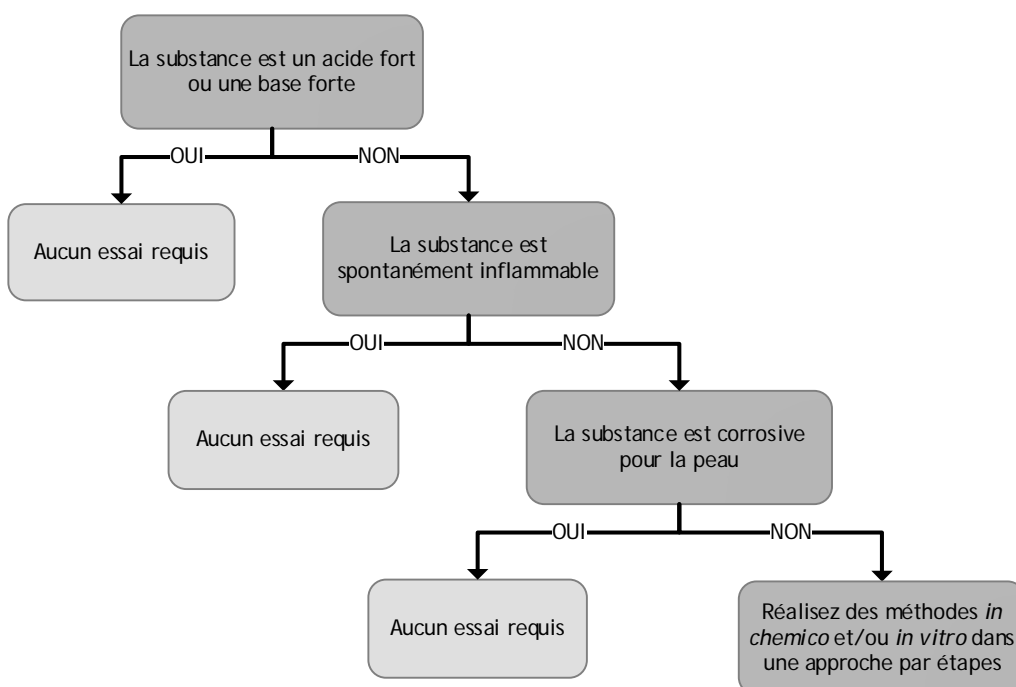 La substance est un acide fort
ou une base forte
OUI
NON
Aucun essai requis
La substance est
spontanément inflammable
OUI
NON
Aucun essai requis
La substance est corrosive
pour la peau
OUI
NON
Aucun essai requis
Réalisez des méthodes in
chemico et/ou in vitro dans
une approche par étapes